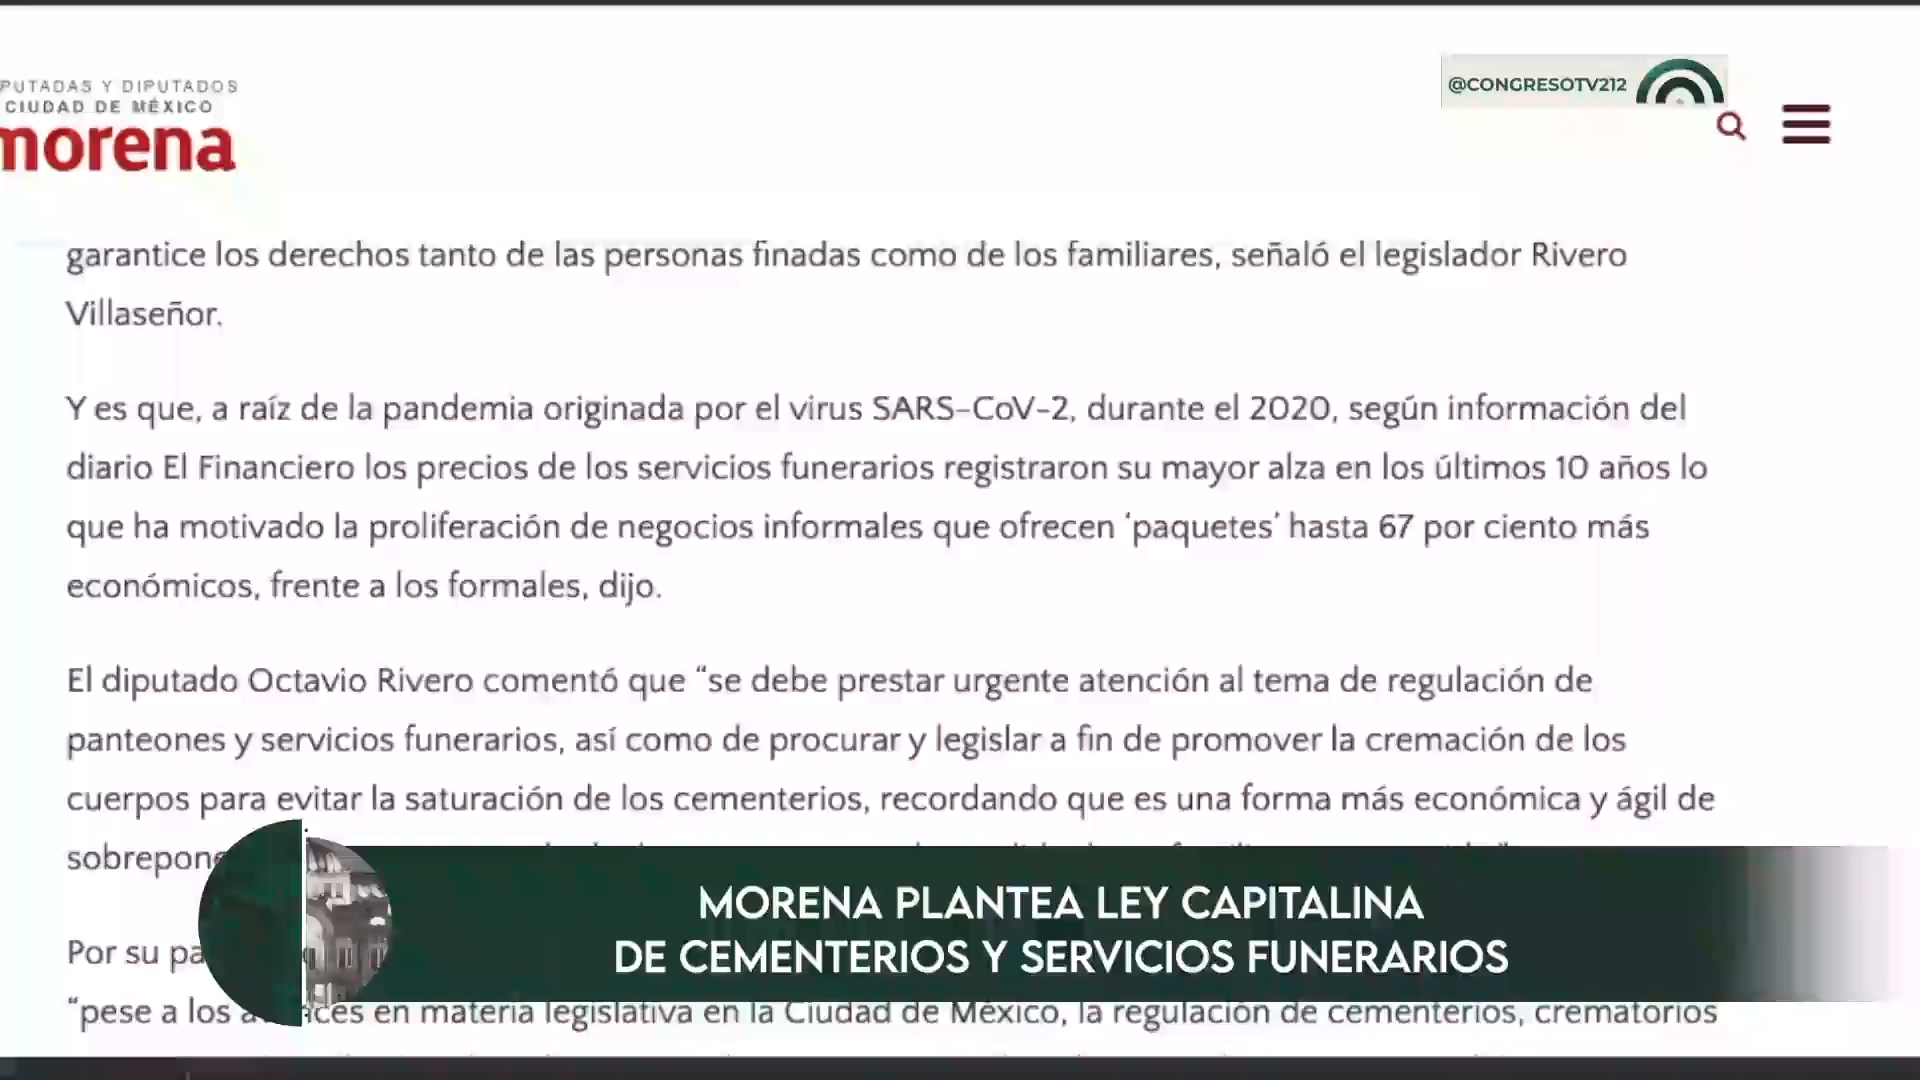 PUTADAS Y DIPUTADOS
CIUDAD DE MÉXICO
morena
@CONGRESOTV212
garantice los derechos tanto de las personas finadas como de los familiares, señaló el legislador Rivero
Villaseñor.
Y es que, a raíz de la pandemia originada por el virus SARS-CoV-2, durante el 2020, según información del
diario El Financiero los precios de los servicios funerarios registraron su mayor alza en los últimos 10 años lo
que ha motivado la proliferación de negocios informales que ofrecen 'paquetes' hasta 67 por ciento más
económicos, frente a los formales, dijo.
El diputado Octavio Rivero comentó que “se debe prestar urgente atención al tema de regulación de
panteones y servicios funerarios, así como de procurar y legislar a fin de promover la cremación de los
cuerpos para evitar la saturación de los cementerios, recordando que es una forma más económica y ágil de
sobrepone
MORENA PLANTEA LEY CAPITALINA
DE CEMENTERIOS Y SERVICIOS FUNERARIOS
Por su pa
“pese a los en materia legislativa en la Ciudad de México, la regulación de cementerios, crematorios